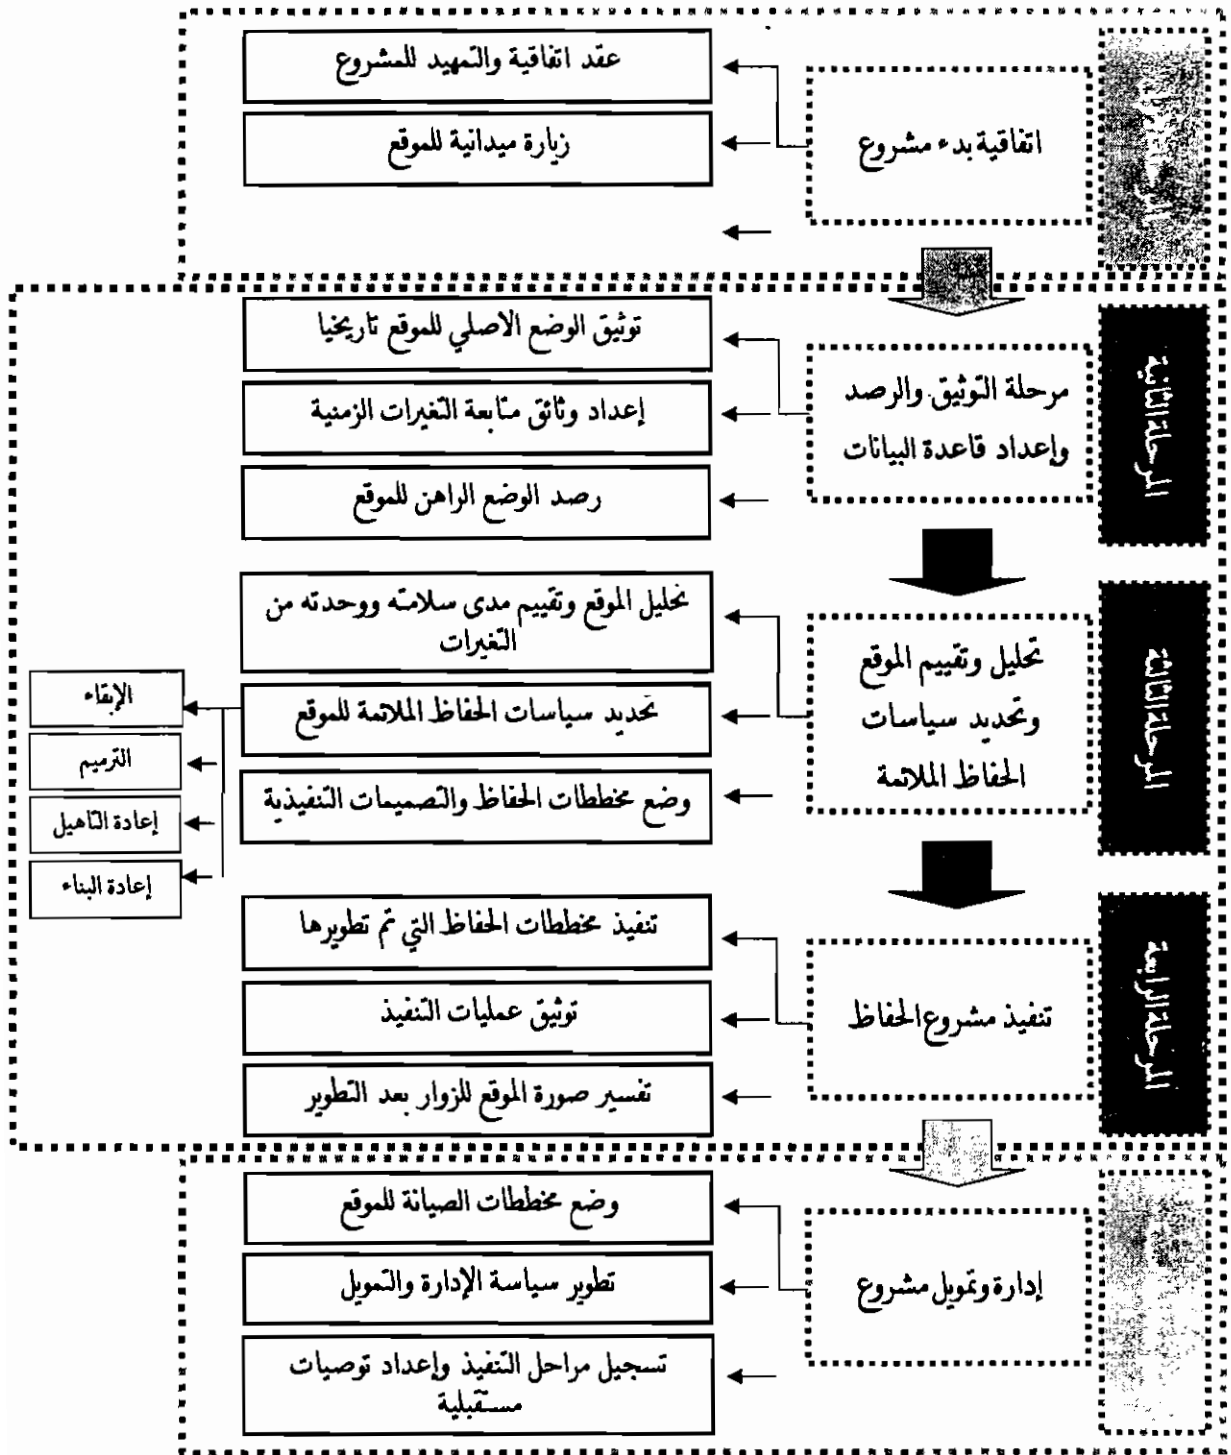 اتفاقية بدء مشروع
عقد اتفاقية والتمهيد للمشروع
زيارة ميدانية للموقع
المرحلة الثانية
مرحلة التوثيق والرصد
وإعداد قاعدة البيانات
توثيق الوضع الاصلي للموقع تاريخيا
إعداد وثائق متابعة التغيرات الزمنية
رصد الوضع الراهن للموقع
المرحلة الثالثة
تحليل وتقييم الموقع
وتحديد سياسات
الحفاظ الملائمة
تحليل الموقع وتقييم مدى سلامته ووحدته من
التغيرات
تحديد سياسات الحفاظ الملائمة للموقع
وضع مخططات الحفاظ والتصميمات التنفيذية
الإبقاء
الترميم
إعادة التاهيل
إعادة البناء
المرحلة الرابعة
تنفيذ مشروع الحفاظ
تنفيذ مخططات الحفاظ التي تم تطويرها
توثيق عمليات التنفيذ
تفسير صورة الموقع للزوار بعد التطوير
إدارة وتمويل مشروع
وضع مخططات الصيانة للموقع
تطوير سياسة الإدارة والتمويل
تسجيل مراحل التنفيذ وإعداد توصيات
مستقبلية